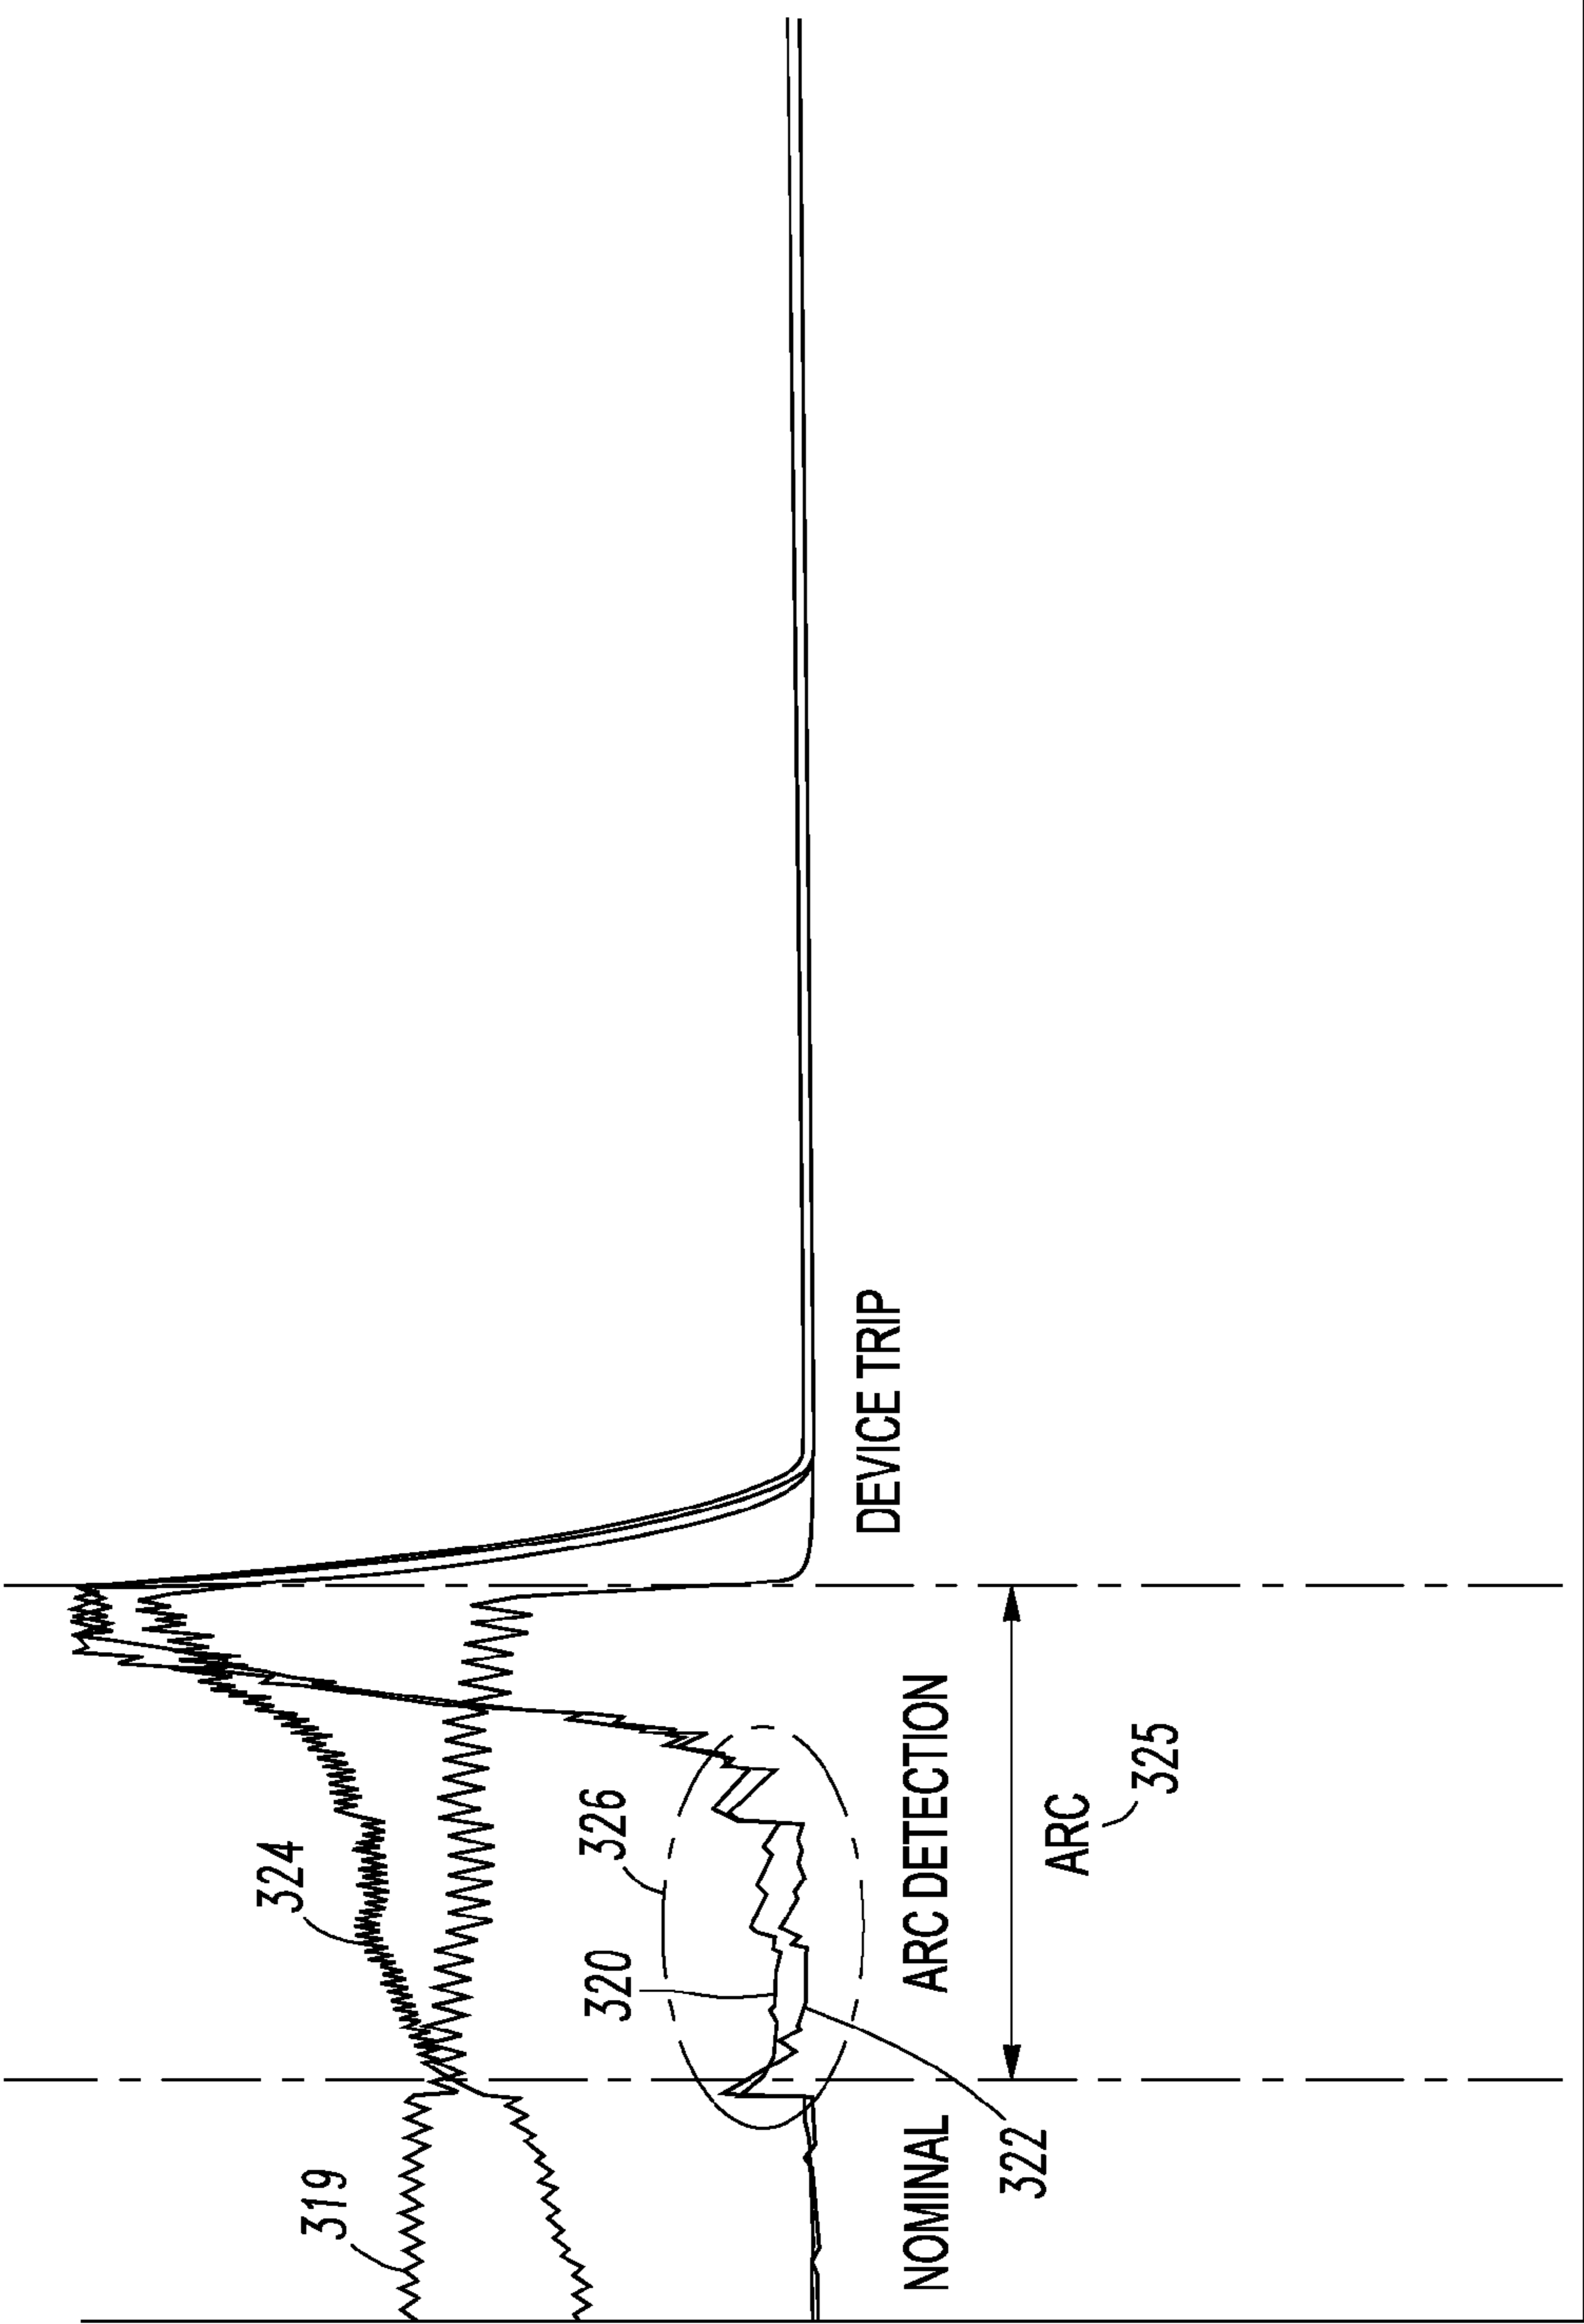 319
324
326
320
NOMINAL
ARC DETECTION
DEVICE TRIP
322
ARC
325